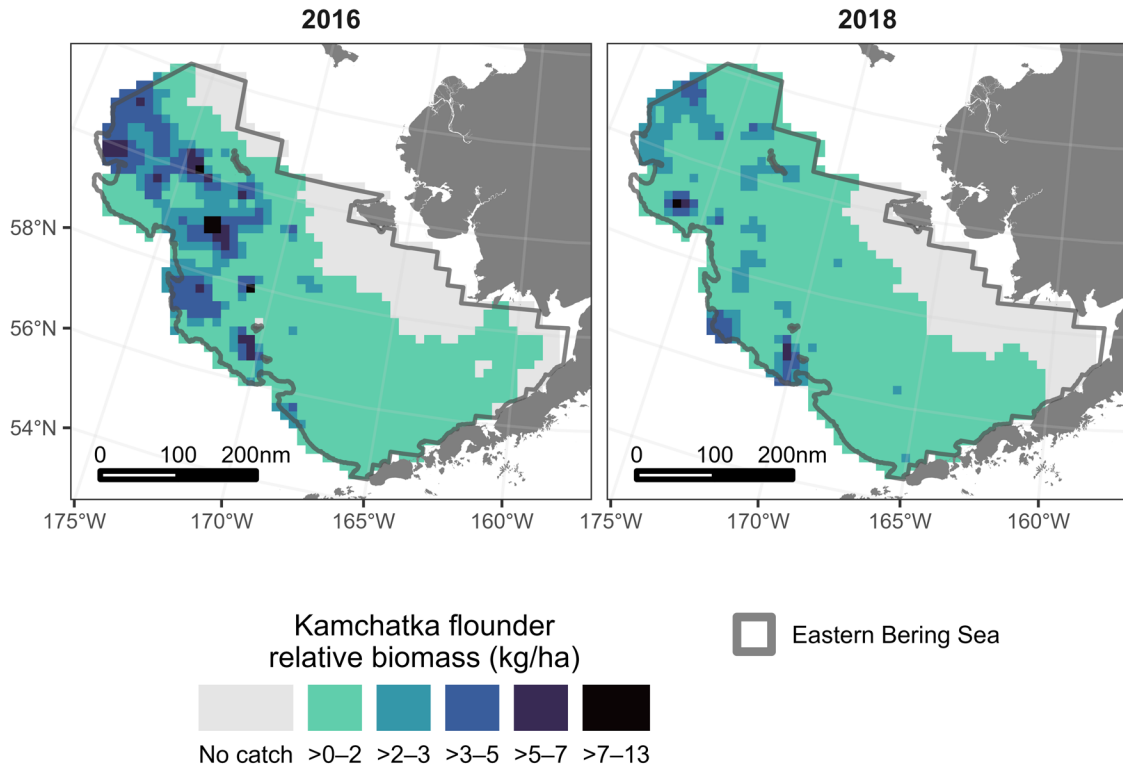 2016
2018
58°N
56°N
54°N
0 100 200nm
0 100 200nm
175°W 170°W 165°W 160°W
175°W 170°W 165°W 160°W
Kamchatka flounder
relative biomass (kg/ha)
Eastern Bering Sea
No catch >0–2 >2–3 >3–5 >5–7 >7–13